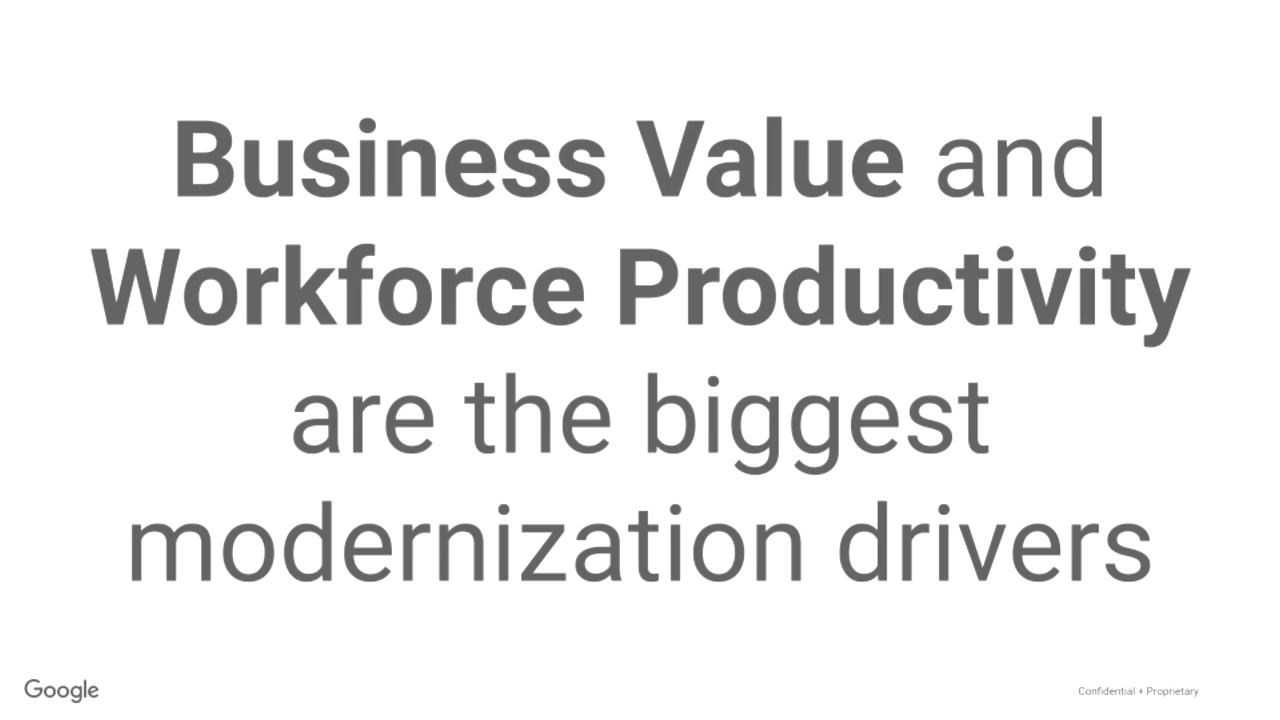 Business Value and
Workforce Productivity
are the biggest
modernization drivers
Google
Confidential + Proprietary